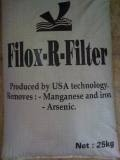 Filox-R-Filter
Produced by USA technology.
Removes : - Manganese and iron
- Arsenic.
Net : 25kg